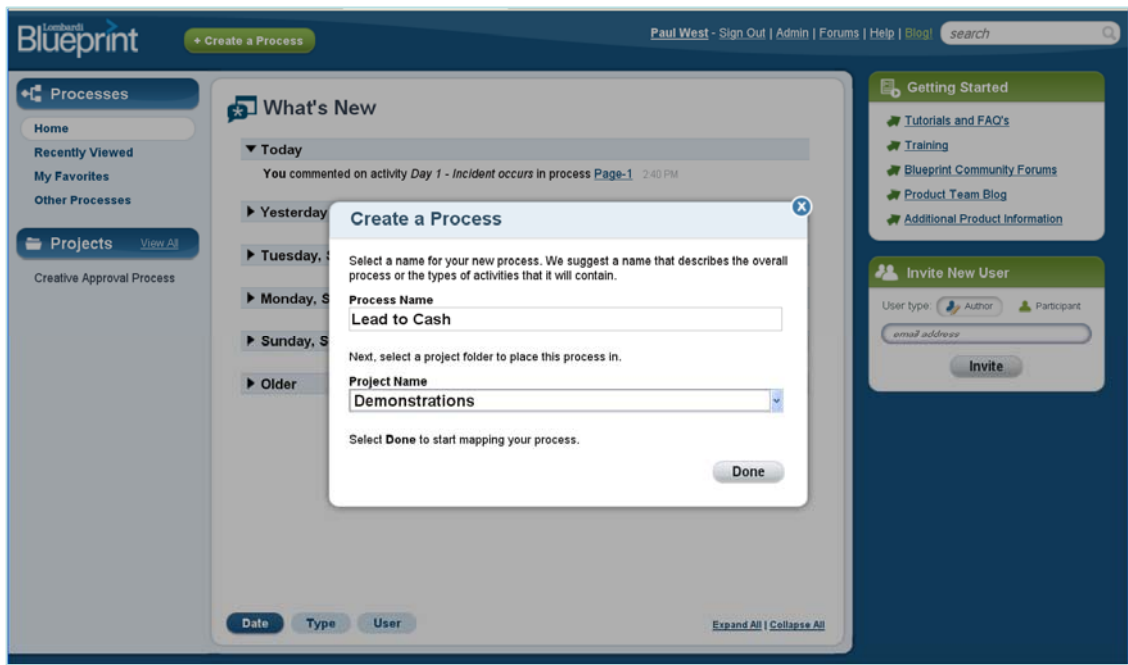 Lombardi
Blueprint
+ Create a Process
Paul West - Sign Out | Admin | Forums | Help | Blog!
search
Processes
Home
Recently Viewed
My Favorites
Other Processes
Projects View All
Creative Approval Process
What's New
Today
You commented on activity Day 1 - Incident occurs in process Page-1 2:40 PM
Yesterday
Tuesday,
Monday, S
Sunday, S
Older
Create a Process
X
Select a name for your new process. We suggest a name that describes the overall
process or the types of activities that it will contain.
Process Name
Lead to Cash
Next, select a project folder to place this process in.
Project Name
Demonstrations
Select Done to start mapping your process.
Done
Date Type User
Expand All | Collapse All
Getting Started
Tutorials and FAQ's
Training
Blueprint Community Forums
Product Team Blog
Additional Product Information
Invite New User
User type: Author Participant
email address
Invite